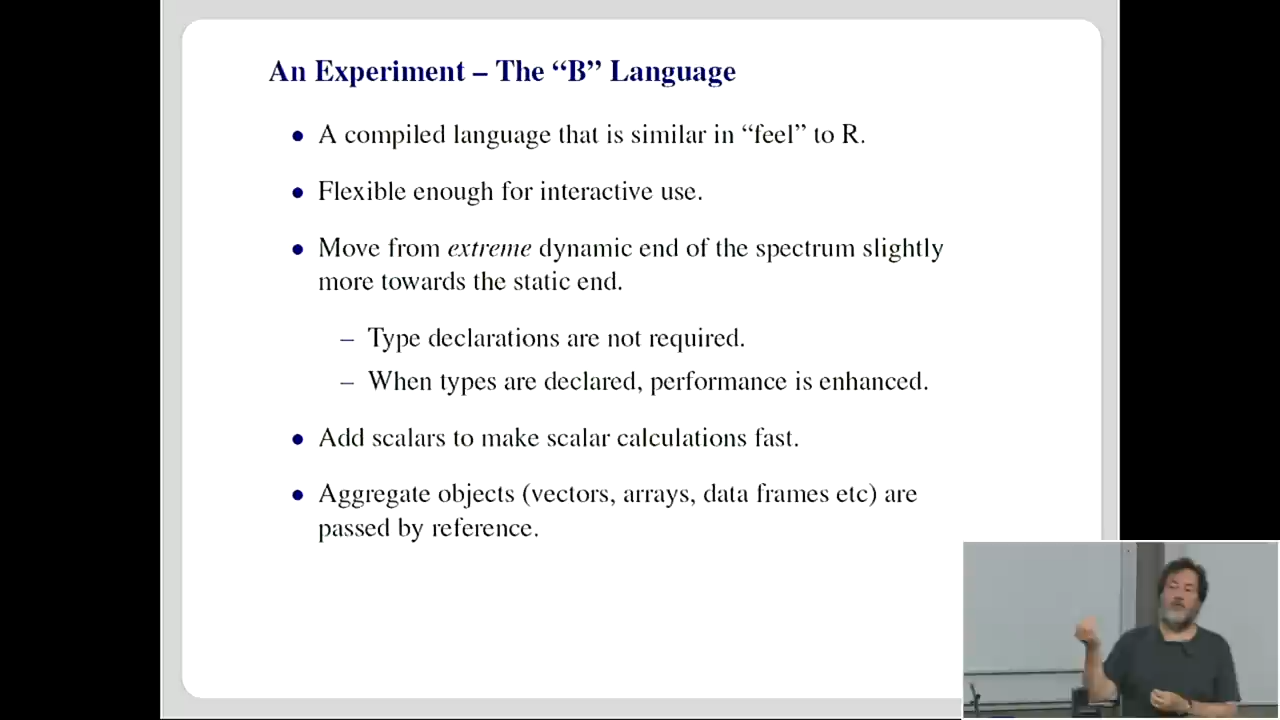 An Experiment – The “B” Language
● A compiled language that is similar in “feel” to R.
● Flexible enough for interactive use.
● Move from extreme dynamic end of the spectrum slightly
more towards the static end.
– Type declarations are not required.
– When types are declared, performance is enhanced.
● Add scalars to make scalar calculations fast.
● Aggregate objects (vectors, arrays, data frames etc) are
passed by reference.